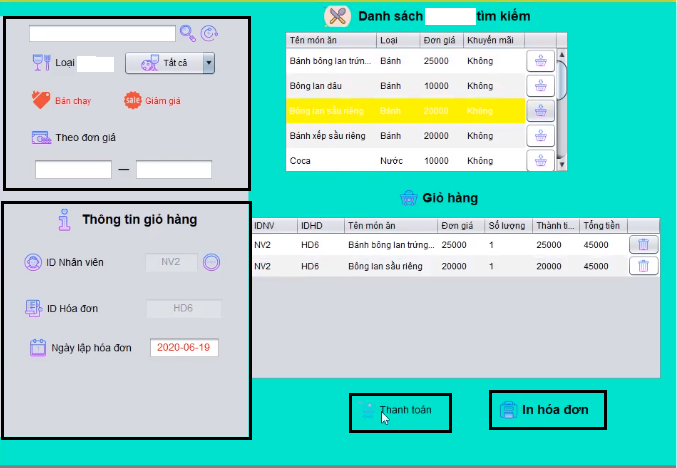 Danh sách tìm kiếm
Loại Tất cả
Bán chạy Giảm giá
Theo đơn giá
—
Tên món ăn Loại Đơn giá Khuyến mãi
Bánh bông lan trứn... Bánh 25000 Không
Bông lan dâu Bánh 10000 Không
Bông lan sầu riêng Bánh 20000 Không
Bánh xếp sầu riêng Bánh 20000 Không
Coca Nước 10000 Không
Thông tin giỏ hàng
ID Nhân viên NV2
ID Hóa đơn HD6
Ngày lập hóa đơn 2020-06-19
Giỏ hàng
IDNV IDHD Tên món ăn Đơn giá Số lượng Thành ti... Tổng tiền
NV2 HD6 Bánh bông lan trứng... 25000 1 25000 45000
NV2 HD6 Bông lan sầu riêng 20000 1 20000 45000
Thanh toán
In hóa đơn